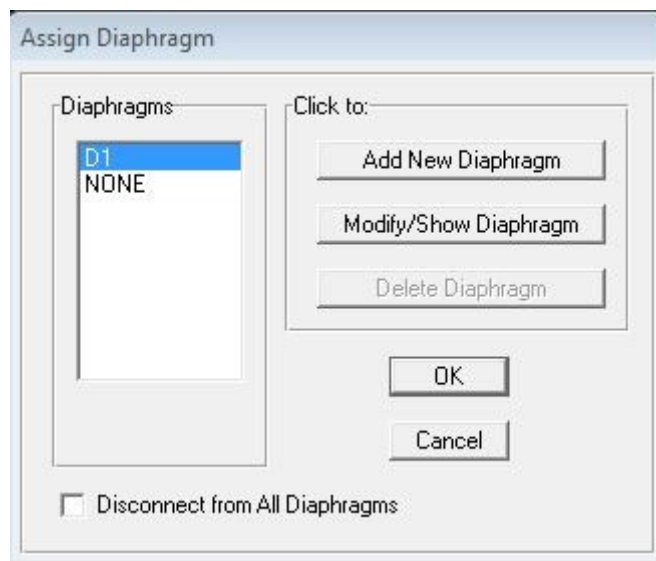 Assign Diaphragm
Diaphragms
D1
NONE
Click to:
Add New Diaphragm
Modify/Show Diaphragm
Delete Diaphragm
OK
Cancel
Disconnect from All Diaphragms